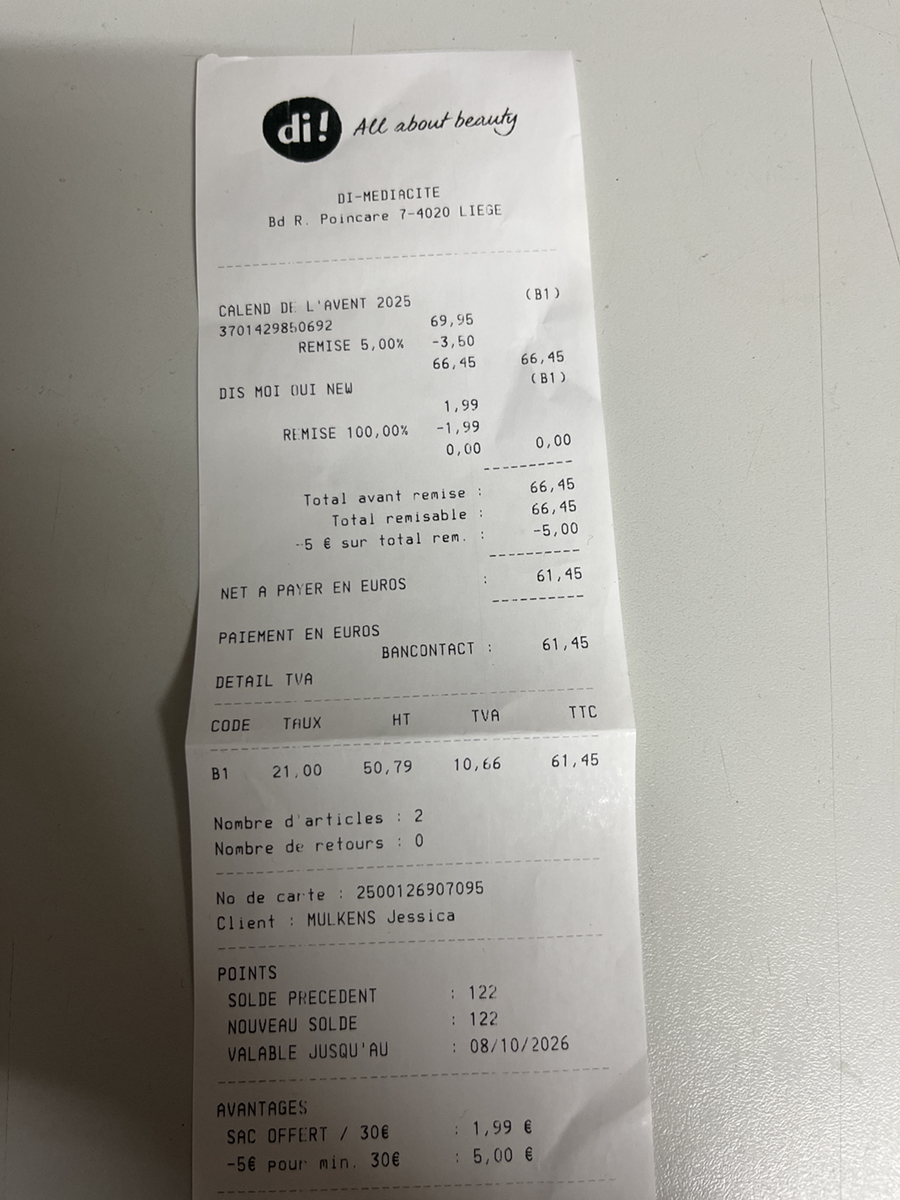 di! All about beauty
DI-MEDIACITE
Bd R. Poincare 7-4020 LIEGE
CALEND DE L'AVENT 2025 (B1)
3701429850692 69,95
REMISE 5,00% -3,50
66,45 66,45
DIS MOI OUI NEW (B1)
1,99
REMISE 100,00% -1,99
0,00 0,00
Total avant remise : 66,45
Total remisable : 66,45
-5 € sur total rem. : -5,00
NET A PAYER EN EUROS : 61,45
PAIEMENT EN EUROS
BANCONTACT : 61,45
DETAIL TVA
CODE TAUX HT TVA TTC
B1 21,00 50,79 10,66 61,45
Nombre d'articles : 2
Nombre de retours : 0
No de carte : 2500126907095
Client : MULKENS Jessica
POINTS
SOLDE PRECEDENT : 122
NOUVEAU SOLDE : 122
VALABLE JUSQU'AU : 08/10/2026
AVANTAGES
SAC OFFERT / 30€ : 1,99 €
-5€ pour min. 30€ : 5,00 €